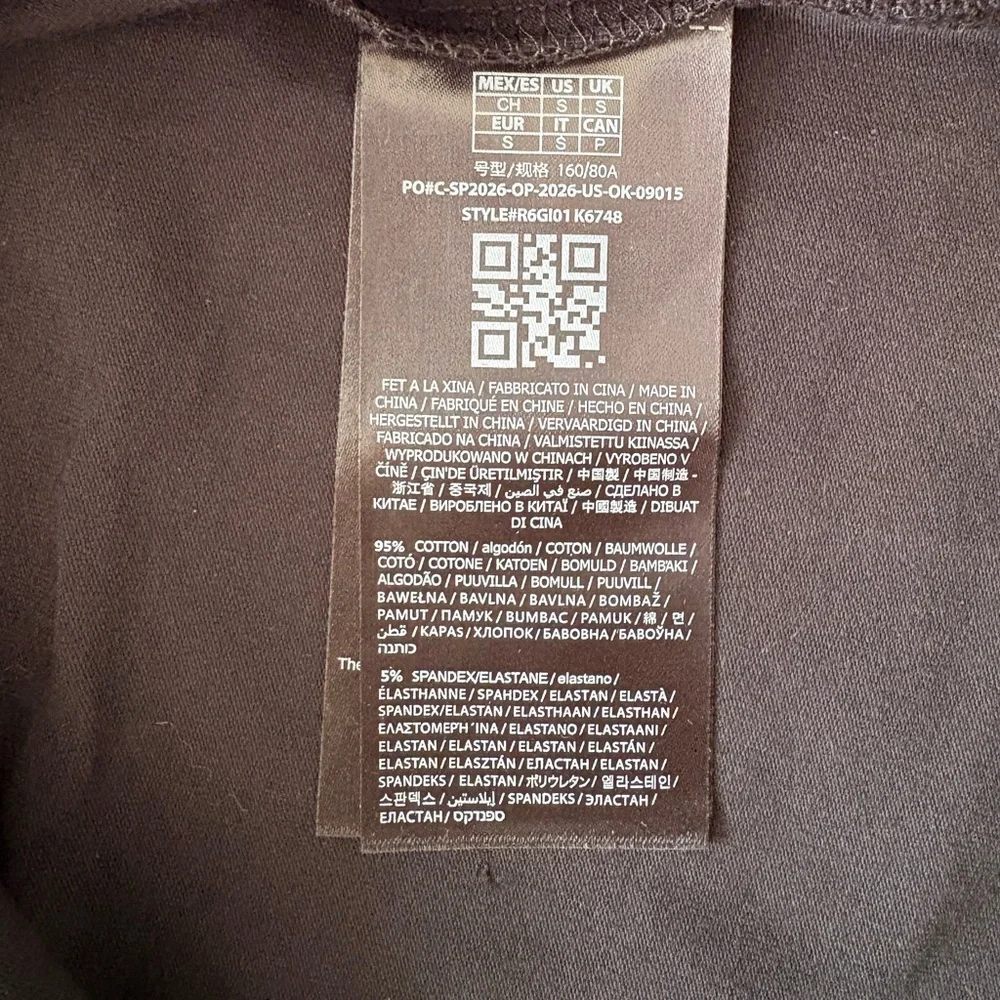 MEX/ES US UK
CH S S
EUR IT CAN
S S P
号型/规格 160/80A
PO#C-SP2026-OP-2026-US-OK-09015
STYLE#R6GI01 K6748
FET A LA XINA / FABBRICATO IN CINA / MADE IN
CHINA / FABRIQUÉ EN CHINE / HECHO EN CHINA /
HERGESTELLT IN CHINA / VERVAARDIGD IN CHINA /
FABRICADO NA CHINA / VALMISTETTU KIINASSA /
WYPRODUKOWANO W CHINACH / VYROBENO V
ČÍNĚ / ÇIN'DE ÜRETILMISTIR / 中国製 / 中国制造 -
浙江省 / 중국제 / صنع في الصين / СДЕЛАНО В
КИТАЕ / ВИРОБЛЕНО В КИТАЇ / 中國製造 / DIBUAT
DI CINA
95% COTTON / algodón / COTON / BAUMWOLLE /
COTÓ / COTONE / KATOEN / BOMULD / ΒΑΜΒΑΚΙ /
ALGODÃO / PUUVILLA / BOMULL / PUUVILL /
BAWEŁNA / BAVLNA / BAVLNA / BOMBAŽ /
PAMUT / ПАМУК / BUMBAC / PAMUK / 綿 / 면 /
قطن / KAPAS / ХЛОПОК / БАВОВНА / БАВОЎНА /
כותנה
The
5% SPANDEX/ELASTANE / elastano /
ÉLASTHANNE / SPAHDEX / ELASTAN / ELASTÀ /
SPANDEX/ELASTAN / ELASTHAAN / ELASTHAN /
ΕΛΑΣΤΟΜΕΡΉ ΊΝΑ / ELASTANO / ELASTAANI /
ELASTAN / ELASTAN / ELASTAN / ELASTÁN /
ELASTAN / ELASZTÁN / ЕЛАСТАН / ELASTAN /
SPANDEKS / ELASTAN / ポリウレタン / 엘라스테인 /
스판덱스 / إيلاستين / SPANDEKS / ЭЛАСТАН /
ЕЛАСТАН / ספנדקס